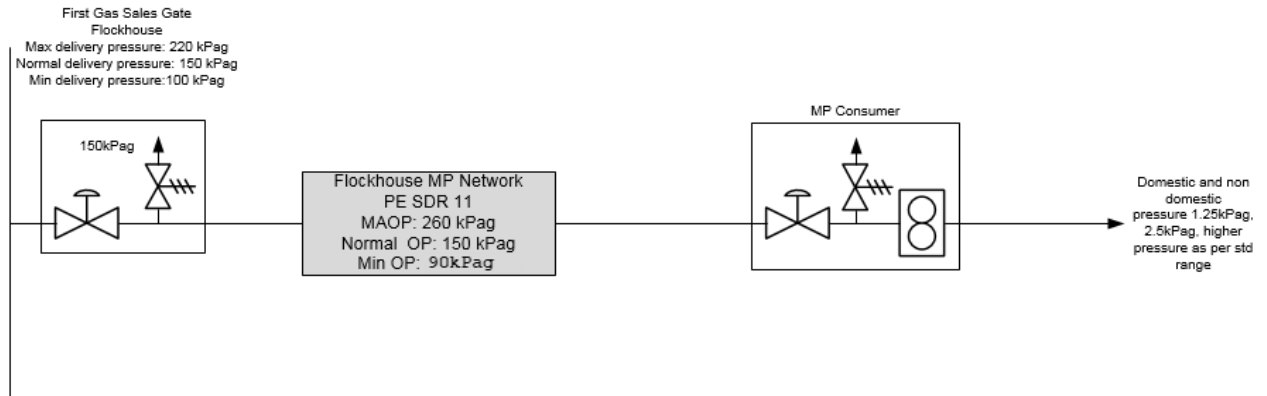 First Gas Sales Gate
Flockhouse
Max delivery pressure: 220 kPag
Normal delivery pressure: 150 kPag
Min delivery pressure:100 kPag
150kPag
Flockhouse MP Network
PE SDR 11
MAOP: 260 kPag
Normal OP: 150 kPag
Min OP: 90kPag
MP Consumer
Domestic and non
domestic
pressure 1.25kPag,
2.5kPag, higher
pressure as per std
range